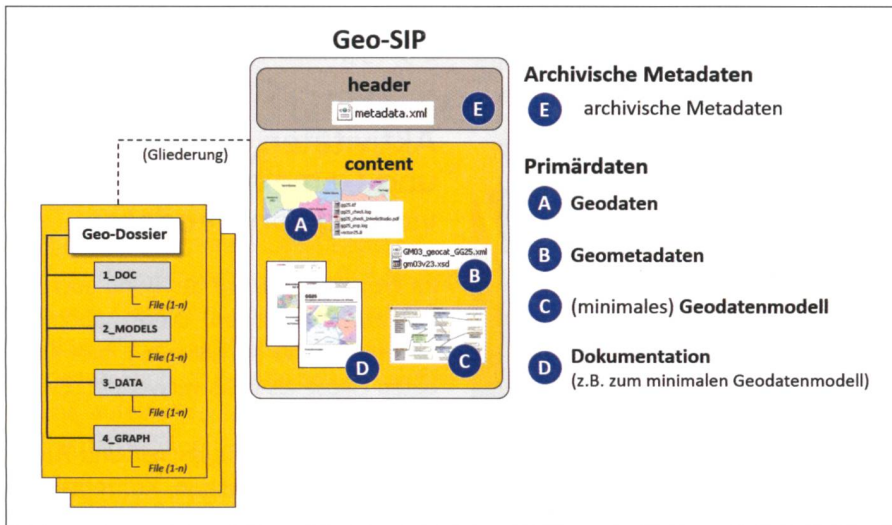 Geo-SIP
header
metadata.xml
E
(Gliederung)
content
A
GM03_geocat_GG25.xml
gm03v23.xsd
B
D
C
Geo-Dossier
1_DOC
File (1-n)
2_MODELS
File (1-n)
3_DATA
File (1-n)
4_GRAPH
File (1-n)
Archivische Metadaten
E archivische Metadaten
Primärdaten
A Geodaten
B Geometadaten
C (minimales) Geodatenmodell
D Dokumentation
(z.B. zum minimalen Geodatenmodell)